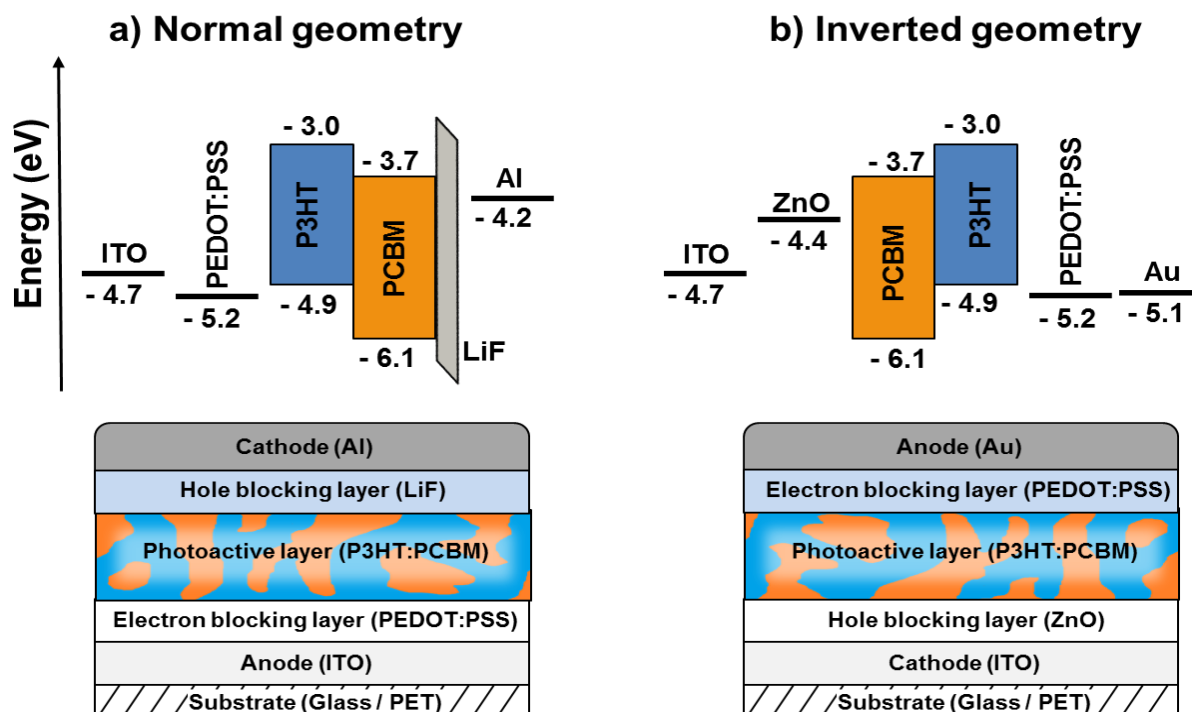 a) Normal geometry
Energy (eV)
ITO
- 4.7
PEDOT:PSS
- 5.2
- 3.0
P3HT
- 4.9
- 3.7
PCBM
- 6.1
LiF
Al
- 4.2
Cathode (Al)
Hole blocking layer (LiF)
Photoactive layer (P3HT:PCBM)
Electron blocking layer (PEDOT:PSS)
Anode (ITO)
Substrate (Glass / PET)
b) Inverted geometry
ITO
- 4.7
ZnO
- 4.4
- 3.7
PCBM
- 6.1
- 3.0
P3HT
- 4.9
PEDOT:PSS
- 5.2
Au
- 5.1
Anode (Au)
Electron blocking layer (PEDOT:PSS)
Photoactive layer (P3HT:PCBM)
Hole blocking layer (ZnO)
Cathode (ITO)
Substrate (Glass / PET)